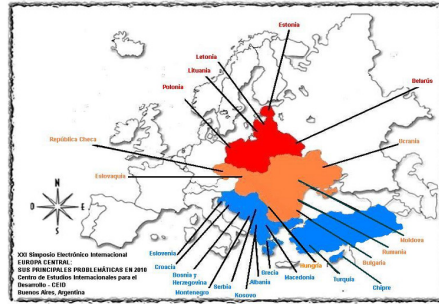 Estonia
Letonia
Lituania
Polonia
Belarús
República Checa
Ucrania
Eslovaquia
N
D
E
S
Moldova
Rumania
Bulgaria
Eslovenia
Croacia
Bosnia y
Herzegovina
Montenegro
Serbia
Kosovo
Albania
Grecia
Hungría
Macedonia
Turquía
Chipre
XXI Simposio Electrónico Internacional
EUROPA CENTRAL:
SUS PRINCIPALES PROBLEMÁTICAS EN 2010
Centro de Estudios Internacionales para el
Desarrollo - CEID
Buenos Aires, Argentina